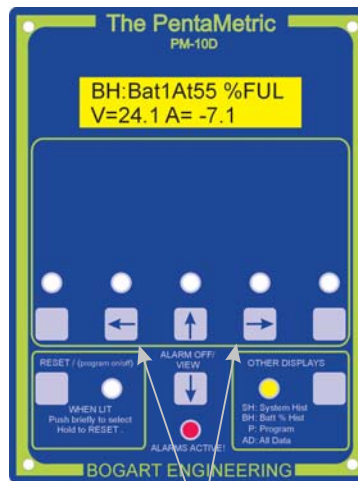 The PentaMetric
PM-10D
BH:Bat1At55 %FUL
V=24.1 A= -7.1
RESET / (program on/off)
WHEN LIT
Push briefly to select
Hold to RESET .
ALARM OFF/
VIEW
ALARMS ACTIVE!
OTHER DISPLAYS
SH: System Hist
BH: Batt % Hist
P: Program
AD: All Data
BOGART ENGINEERING